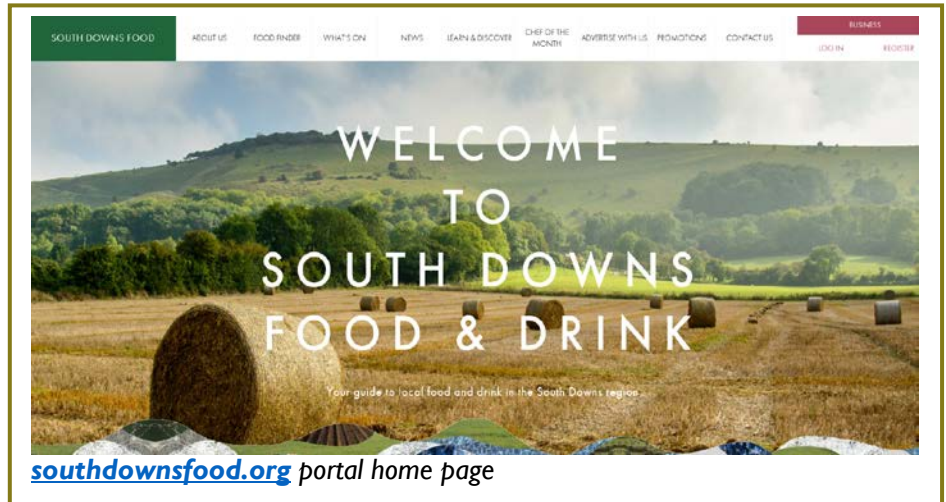 SOUTH DOWNS FOOD
ABOUT US
FOOD FINDER
WHAT'S ON
NEWS
LEARN & DISCOVER
CHEF OF THE
MONTH
ADVERTISE WITH US
PROMOTIONS
CONTACT US
BUSINESS
LOG IN
REGISTER
WELCOME
TO
SOUTH DOWNS
FOOD & DRINK
Your guide to local food and drink in the South Downs region
southdownsfood.org portal home page